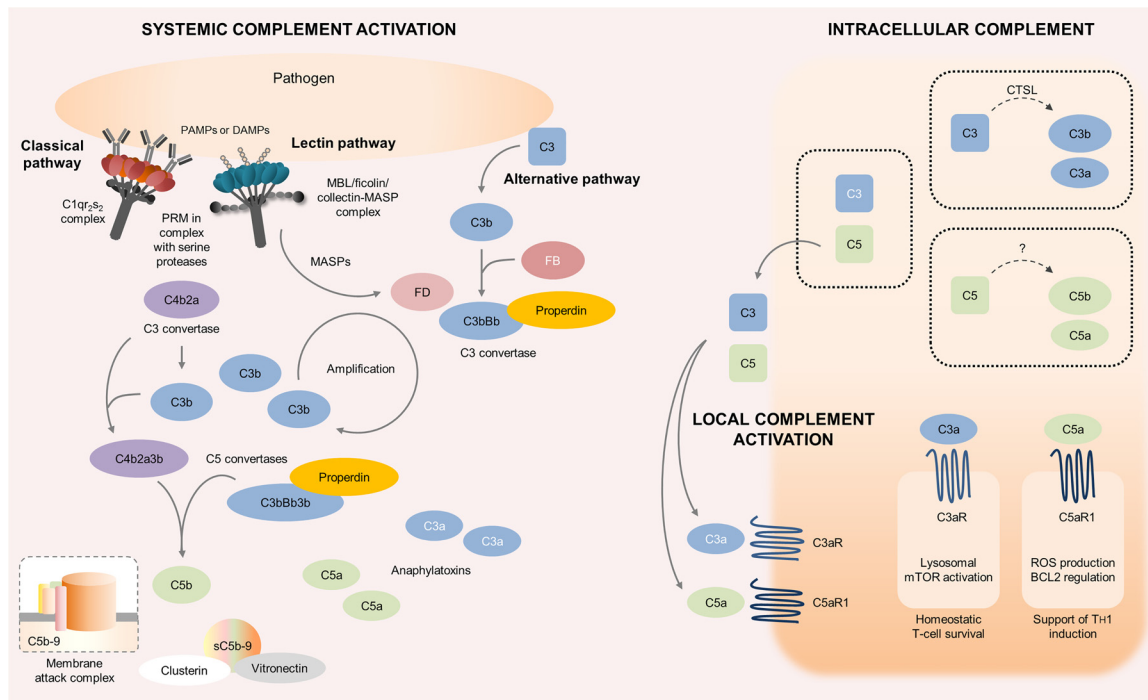 SYSTEMIC COMPLEMENT ACTIVATION
Pathogen
PAMPs or DAMPs
Classical
pathway
Lectin pathway
C1qr₂s₂
complex
PRM in
complex
with serine
proteases
MBL/ficolin/
collectin-MASP
complex
C3
Alternative pathway
C3b
MASPs
FD
FB
C3bBb
Properdin
C3 convertase
C4b2a
C3 convertase
C3b
C3b
C3b
Amplification
C4b2a3b
C5 convertases
Properdin
C3bBb3b
C3a
C3a
Anaphylatoxins
C5b
C5a
C5a
C5b-9
Membrane
attack complex
sC5b-9
Clusterin
Vitronectin
INTRACELLULAR COMPLEMENT
CTSL
C3
C3b
C3a
C3
C5
?
C5
C5b
C5a
C3
C5
LOCAL COMPLEMENT
ACTIVATION
C3a
C3aR
C5a
C5aR1
C3a
C3aR
Lysosomal
mTOR activation
Homeostatic
T-cell survival
C5a
C5aR1
ROS production
BCL2 regulation
Support of TH1
induction